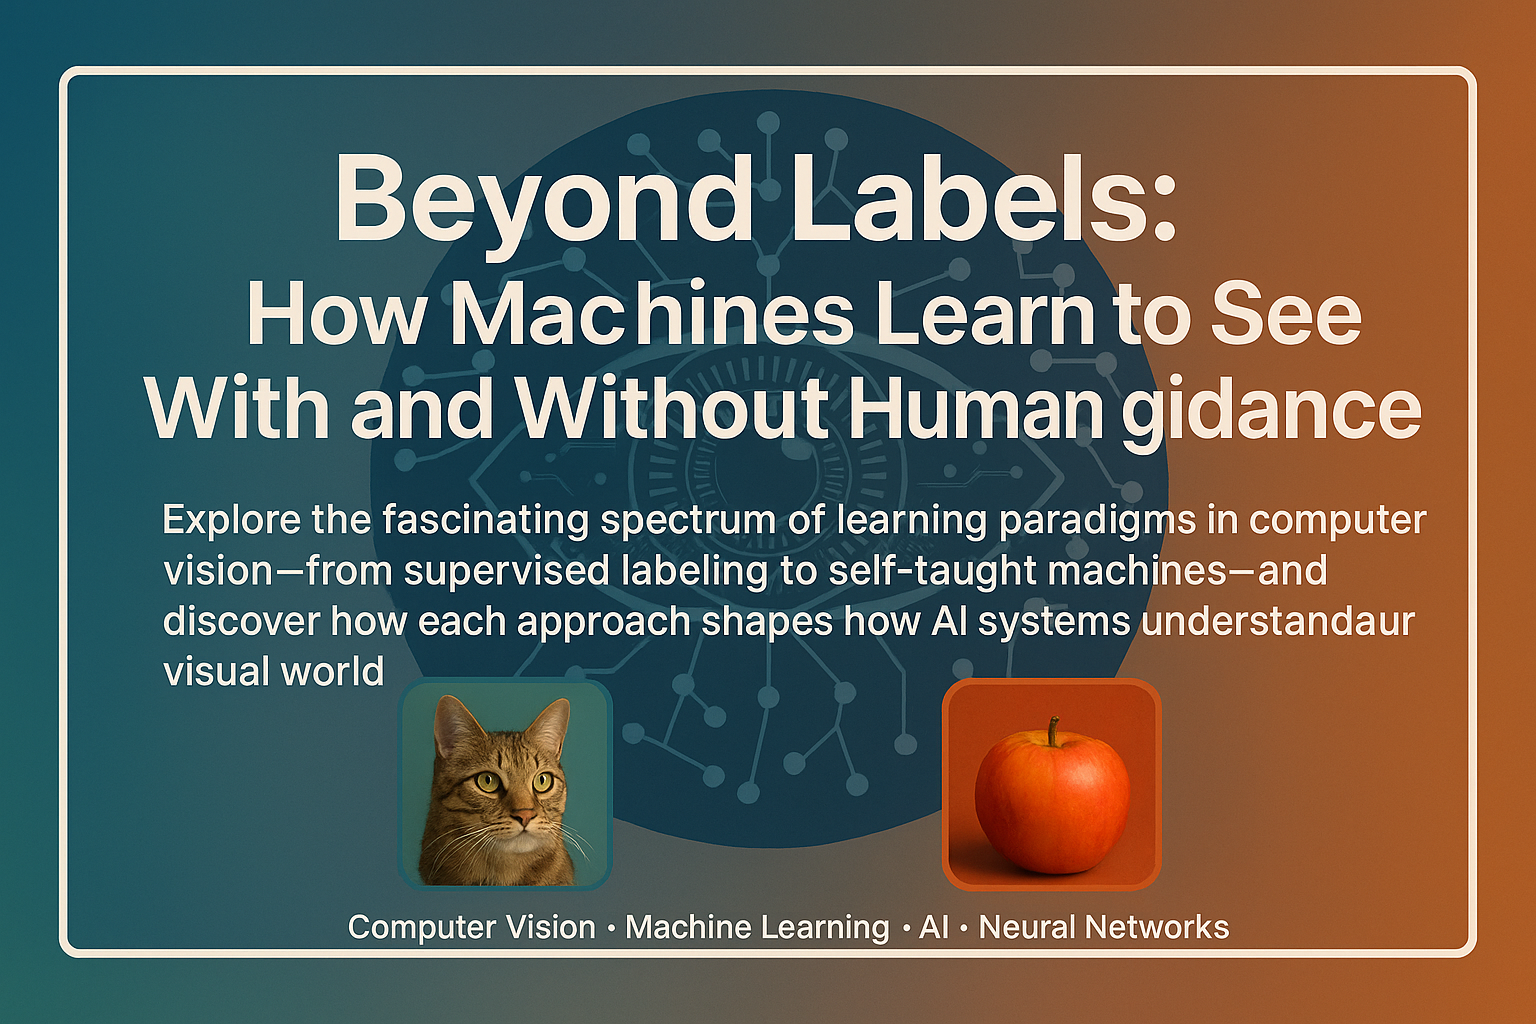 Beyond Labels:
How Machines Learn to See
With and Without Human gidance
Explore the fascinating spectrum of learning paradigms in computer
vision—from supervised labeling to self-taught machines—and
discover how each approach shapes how AI systems understandaur
visual world
Computer Vision • Machine Learning • AI • Neural Networks